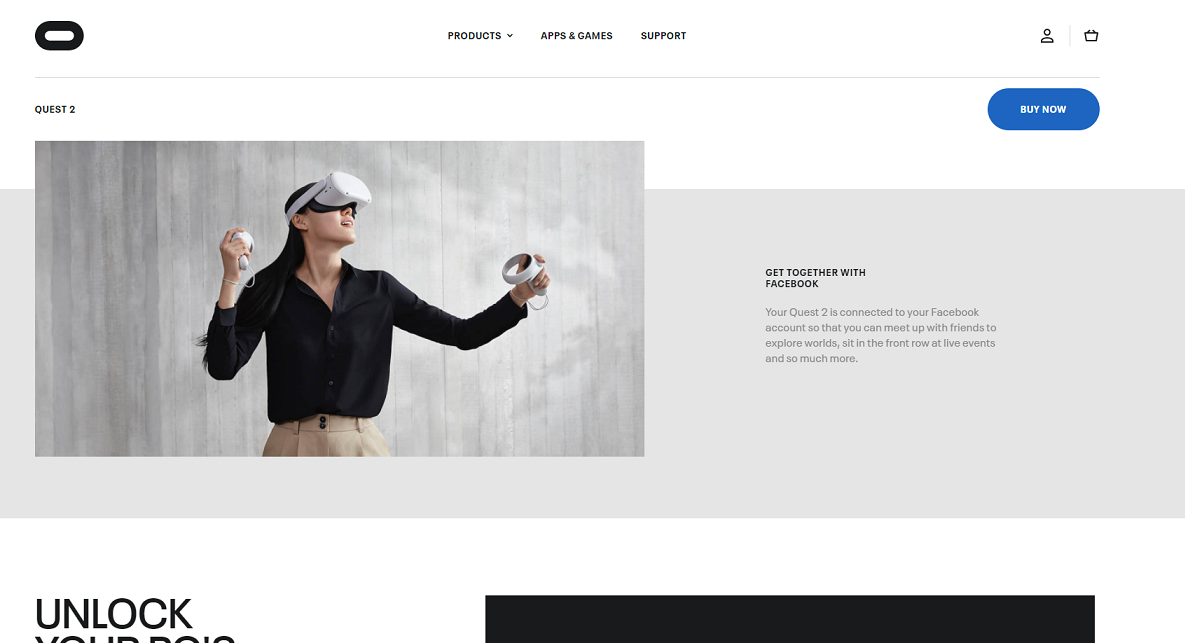 PRODUCTS
APPS & GAMES
SUPPORT
QUEST 2
BUY NOW
GET TOGETHER WITH
FACEBOOK
Your Quest 2 is connected to your Facebook
account so that you can meet up with friends to
explore worlds, sit in the front row at live events
and so much more.
UNLOCK
YOUR